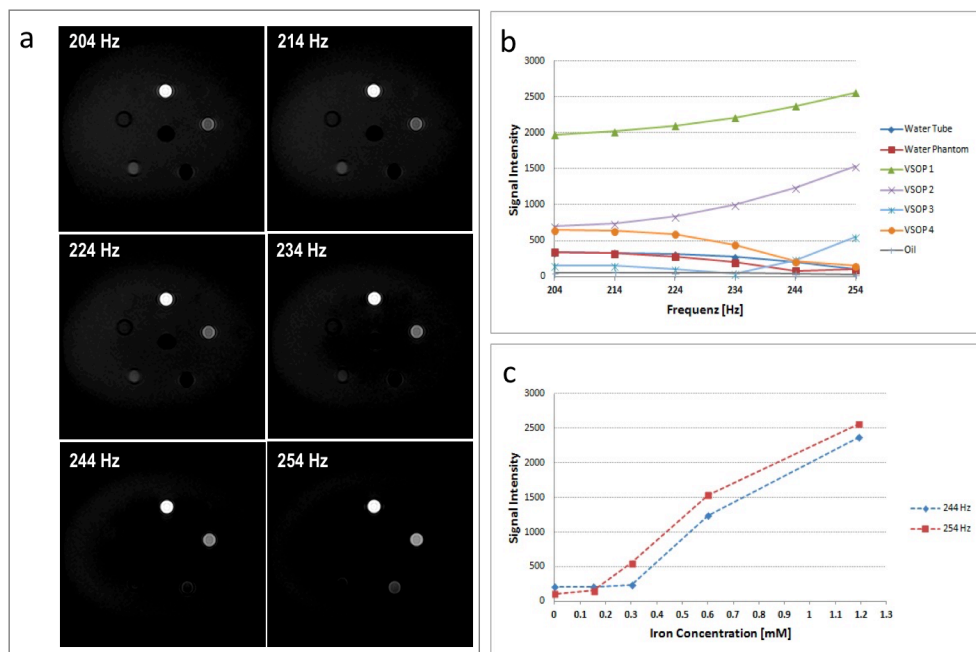 a
204 Hz
214 Hz
224 Hz
234 Hz
244 Hz
254 Hz
b
3000
2500
2000
1500
1000
500
0
Signal Intensity
204 214 224 234 244 254
Frequenz [Hz]
Water Tube
Water Phantom
VSOP 1
VSOP 2
VSOP 3
VSOP 4
Oil
c
3000
2500
2000
1500
1000
500
0
Signal Intensity
0 0.1 0.2 0.3 0.4 0.5 0.6 0.7 0.8 0.9 1 1.1 1.2 1.3
Iron Concentration [mM]
244 Hz
254 Hz